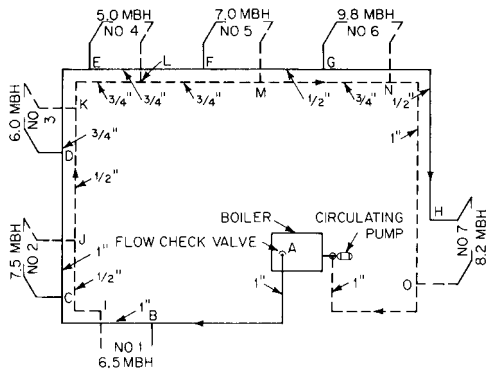 5.0 MBH
NO 4
7.0 MBH
NO 5
9.8 MBH
NO 6
E
L
F
G
3/4"
3/4"
3/4"
M
1/2"
3/4"
N
1/2"
K
6.0 MBH
NO 3
3/4"
D
1"
1/2"
H
BOILER
CIRCULATING
PUMP
FLOW CHECK VALVE
A
J
7.5 MBH
NO 2
1"
1/2"
C
1"
1"
NO 7
8.2 MBH
O
I
1"
B
NO 1
6.5 MBH